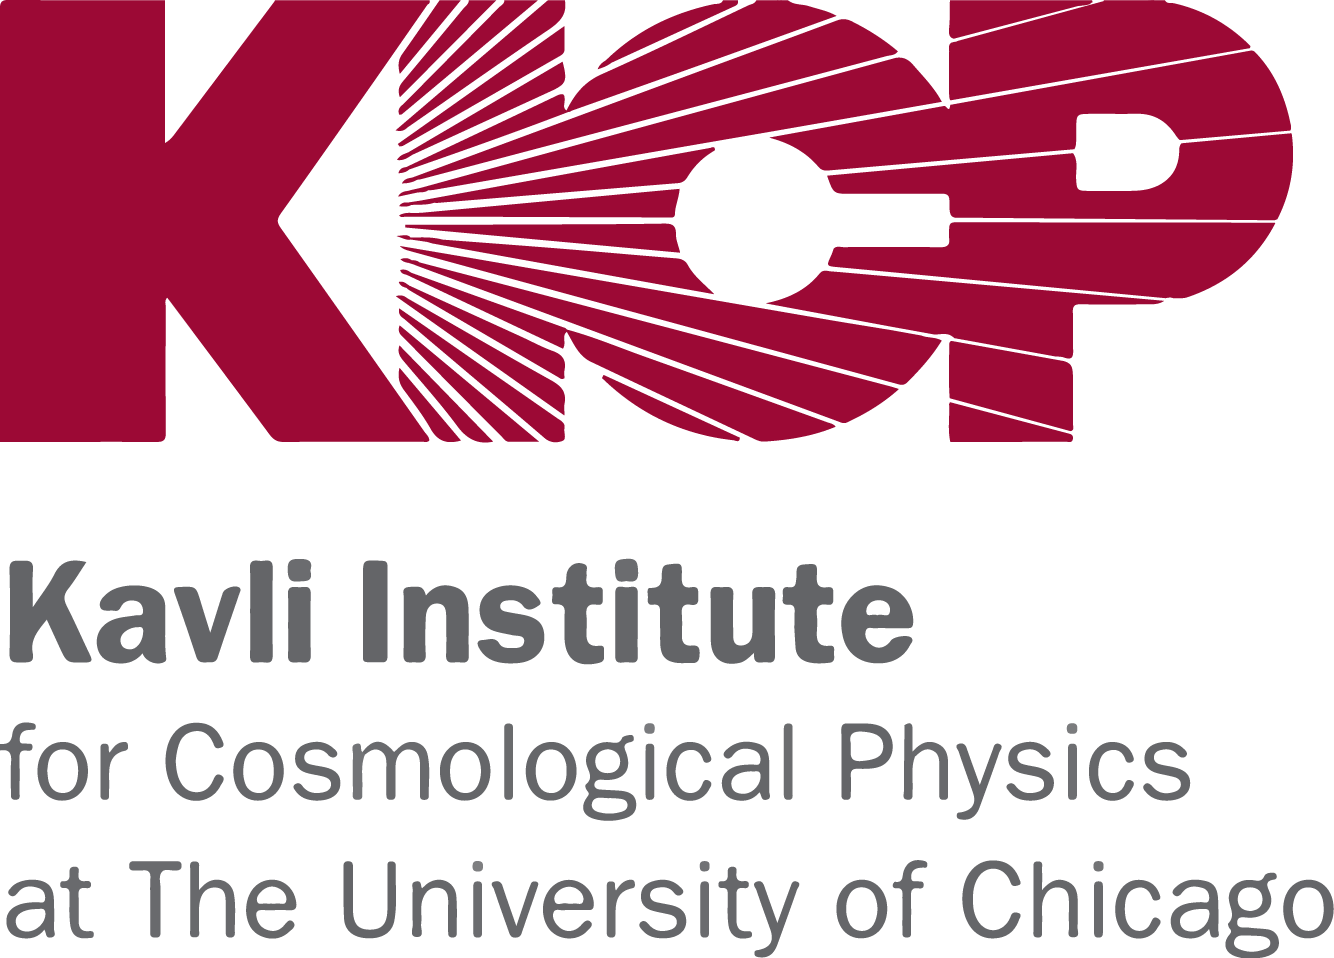 KICP
Kavli Institute
for Cosmological Physics
at The University of Chicago